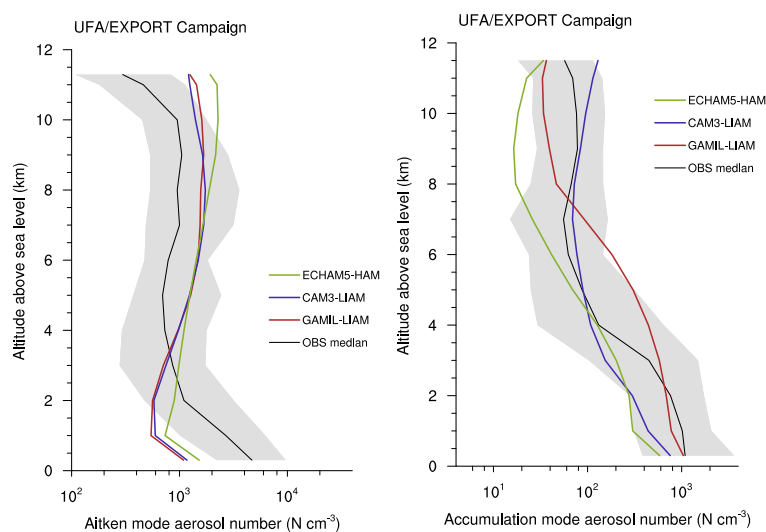 UFA/EXPORT Campaign
12
10
8
6
4
2
0
Altitude above sea level (km)
ECHAM5-HAM
CAM3-LIAM
GAMIL-LIAM
OBS median
10² 10³ 10⁴
Aitken mode aerosol number (N cm⁻³)
UFA/EXPORT Campaign
12
10
8
6
4
2
0
Altitude above sea level (km)
ECHAM5-HAM
CAM3-LIAM
GAMIL-LIAM
OBS median
10¹ 10² 10³
Accumulation mode aerosol number (N cm⁻³)